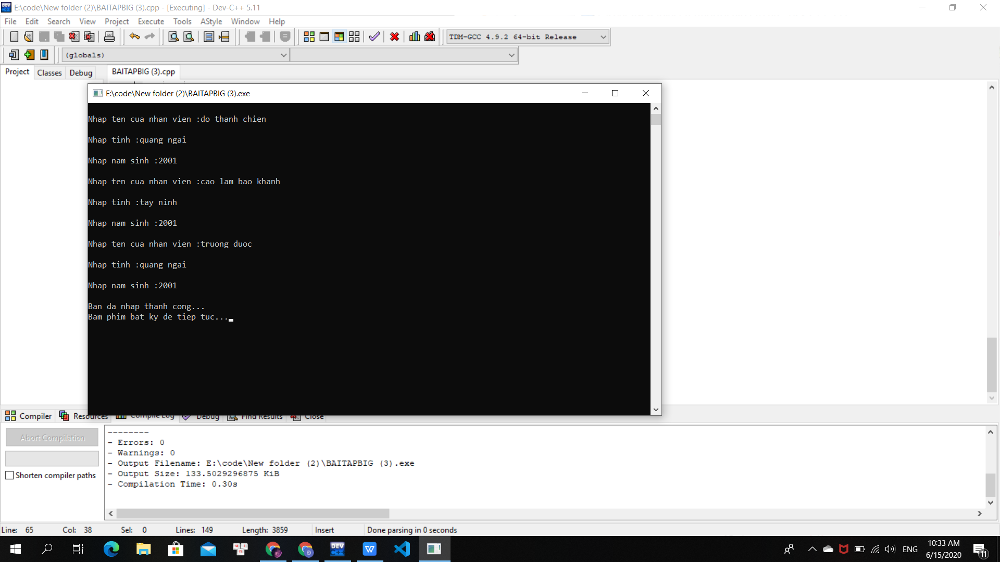 E:\code\New folder (2)\BAITAPBIG (3).cpp - [Executing] - Dev-C++ 5.11
File Edit Search View Project Execute Tools AStyle Window Help
TDM-GCC 4.9.2 64-bit Release
(globals)
Project Classes Debug BAITAPBIG (3).cpp
E:\code\New folder (2)\BAITAPBIG (3).exe
Nhap ten cua nhan vien :do thanh chien
Nhap tinh :quang ngai
Nhap nam sinh :2001
Nhap ten cua nhan vien :cao lam bao khanh
Nhap tinh :tay ninh
Nhap nam sinh :2001
Nhap ten cua nhan vien :truong duoc
Nhap tinh :quang ngai
Nhap nam sinh :2001
Ban da nhap thanh cong...
Bam phim bat ky de tiep tuc...
Compiler Resources Compile Log Debug Find Results Close
Abort Compilation
Shorten compiler paths
--------
- Errors: 0
- Warnings: 0
- Output Filename: E:\code\New folder (2)\BAITAPBIG (3).exe
- Output Size: 133.5029296875 KiB
- Compilation Time: 0.30s
Line: 65 Col: 38 Sel: 0 Lines: 149 Length: 3859 Insert Done parsing in 0 seconds
DEV C++
W
Đ
ENG
10:33 AM
6/15/2020
11